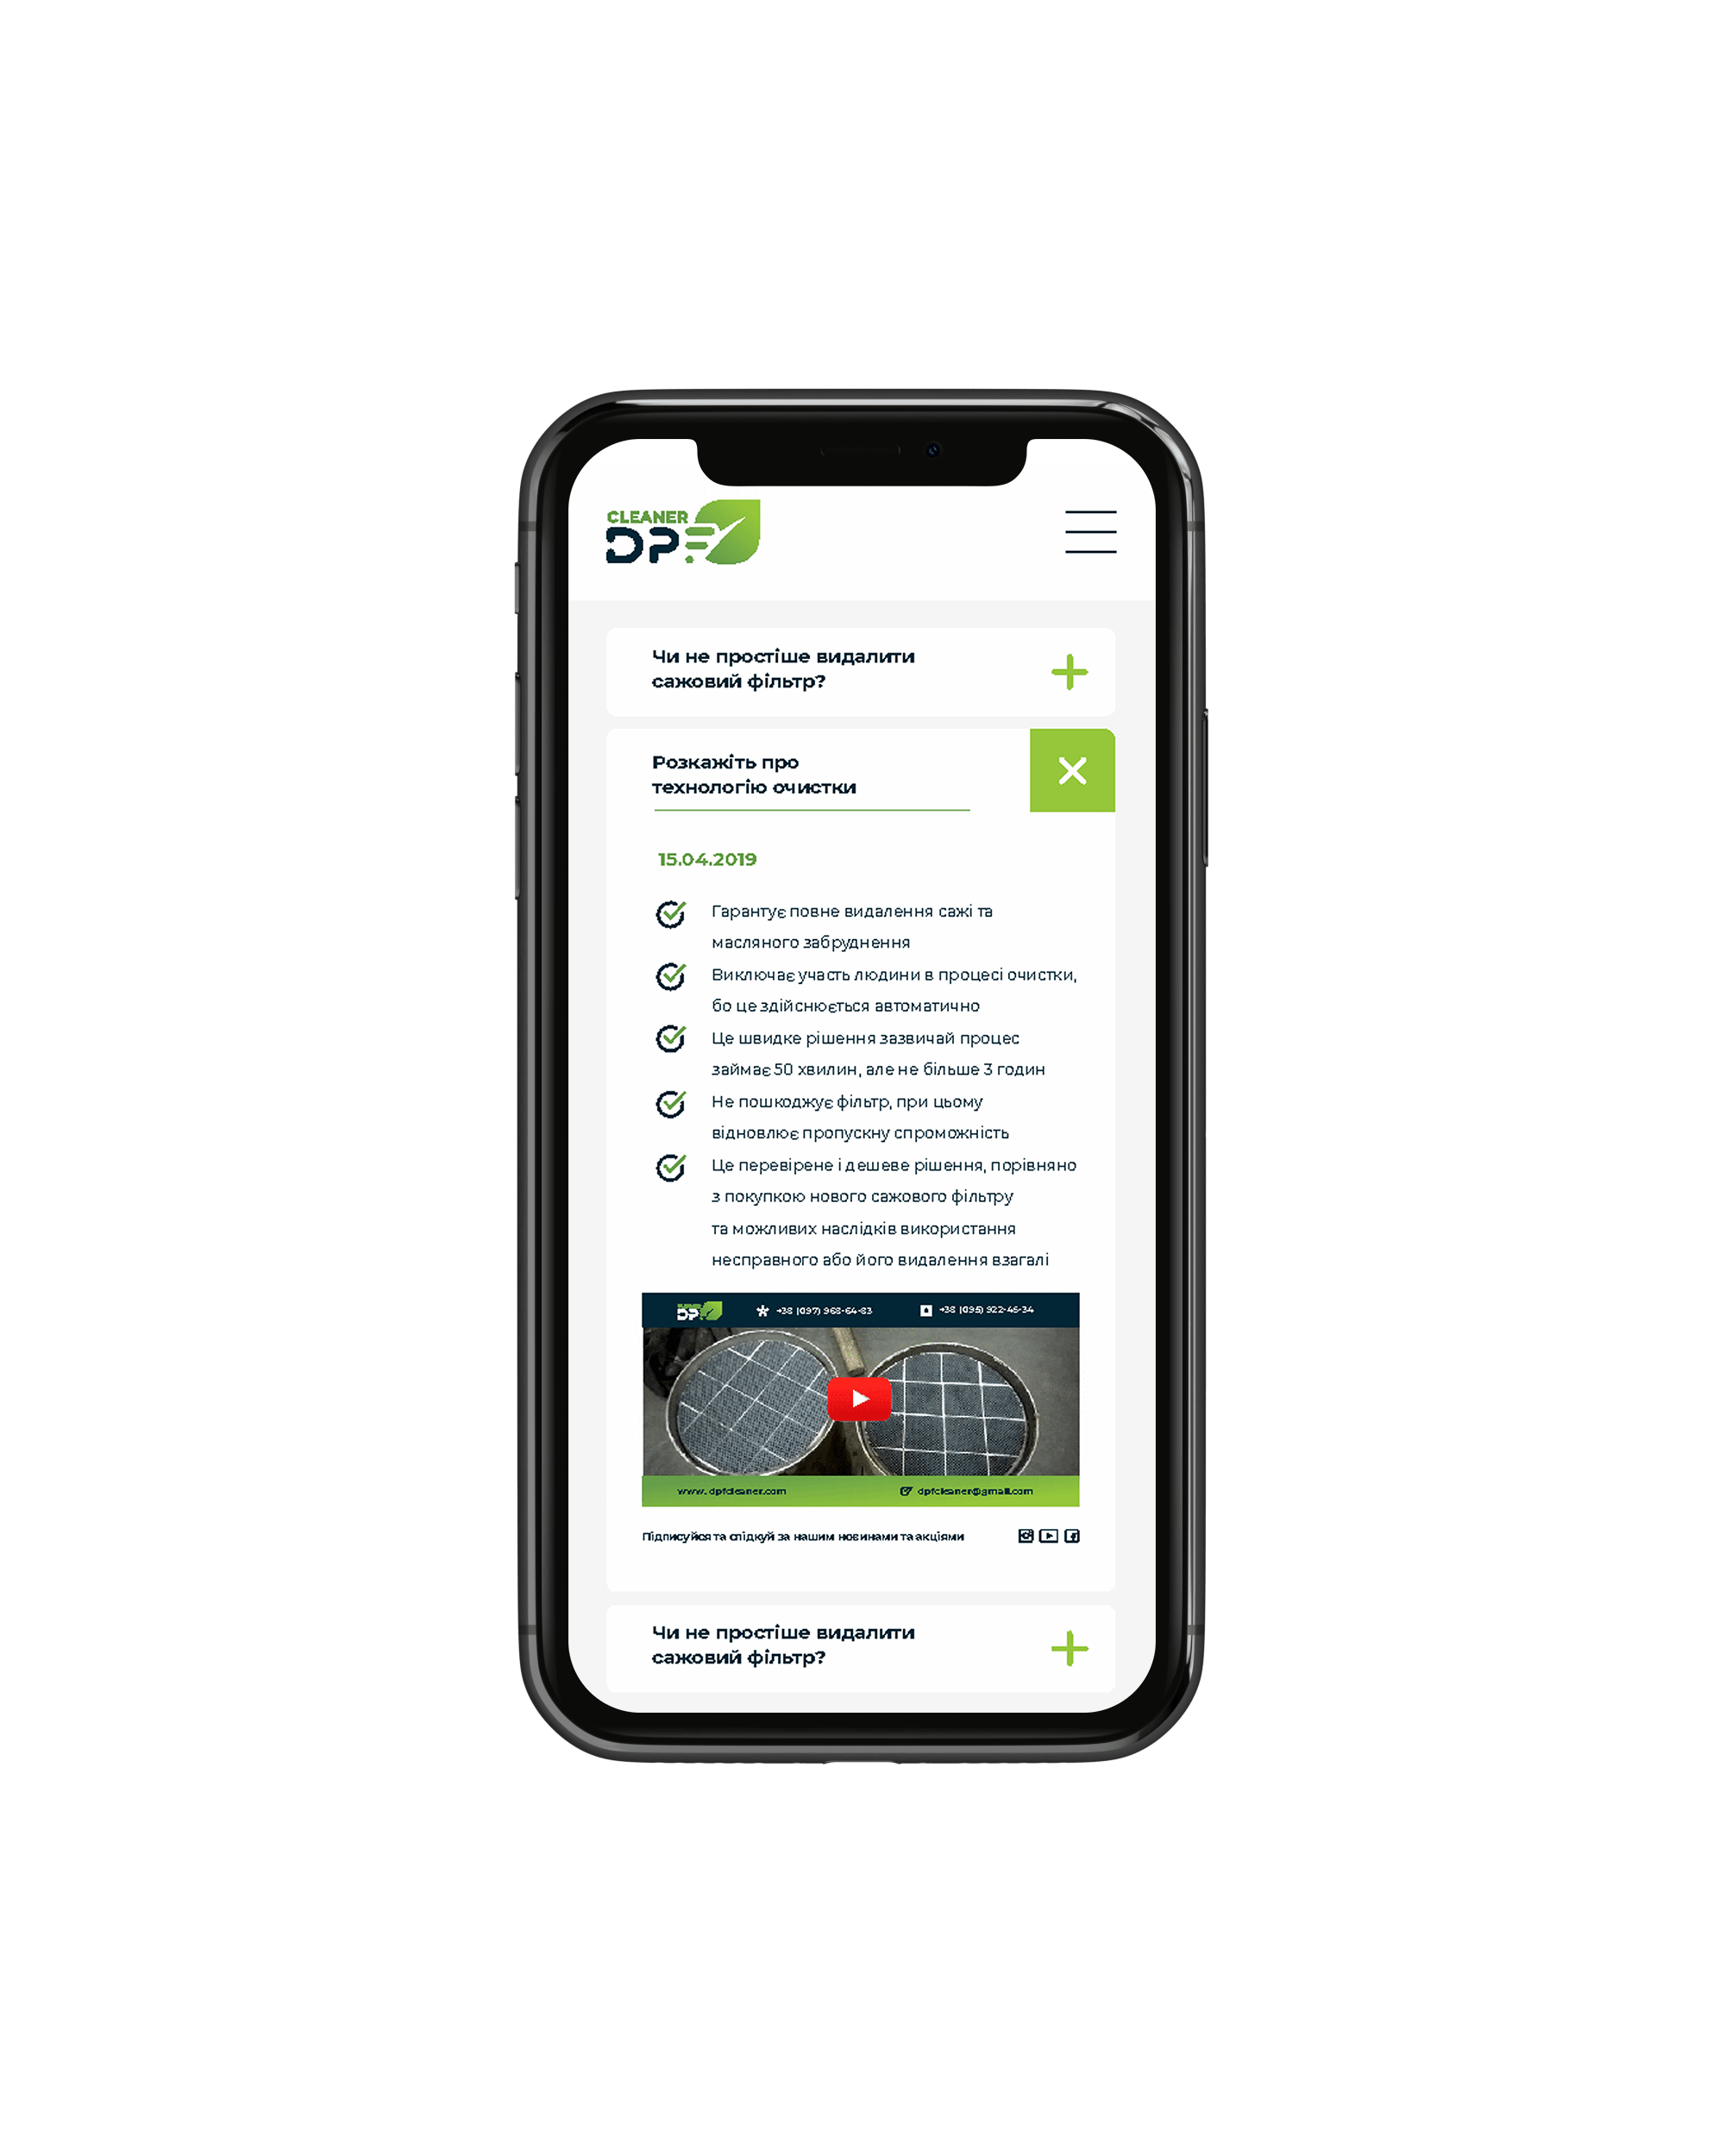 CLEANER
DPF
Чи не простіше видалити
сажовий фільтр?
Розкажіть про
технологію очистки
15.04.2019
Гарантує повне видалення сажі та
масляного забруднення
Виключає участь людини в процесі очистки,
бо це здійснюється автоматично
Це швидке рішення зазвичай процес
займає 50 хвилин, але не більше 3 годин
Не пошкоджує фільтр, при цьому
відновлює пропускну спроможність
Це перевірене і дешеве рішення, порівняно
з покупкою нового сажового фільтру
та можливих наслідків використання
несправного або його видалення взагалі
DPF +38 (097) 968-64-83 +38 (095) 922-45-34
www. dpfcleaner.com dpfcleaner@gmail.com
Підписуйся та слідкуй за нашим новинами та акціями
Чи не простіше видалити
сажовий фільтр?